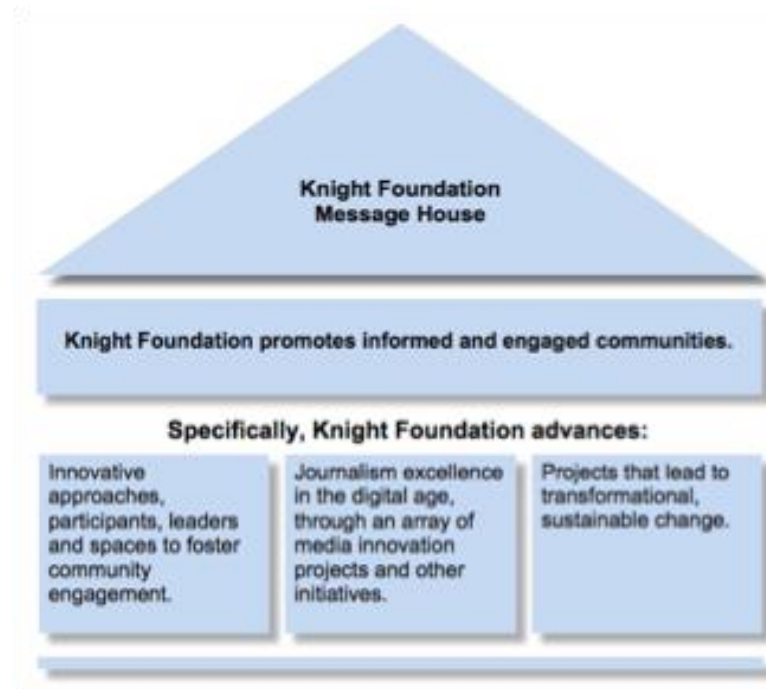 Knight Foundation
Message House
Knight Foundation promotes informed and engaged communities.
Specifically, Knight Foundation advances:
Innovative
approaches,
participants, leaders
and spaces to foster
community
engagement.
Journalism excellence
in the digital age,
through an array of
media innovation
projects and other
initiatives.
Projects that lead to
transformational,
sustainable change.